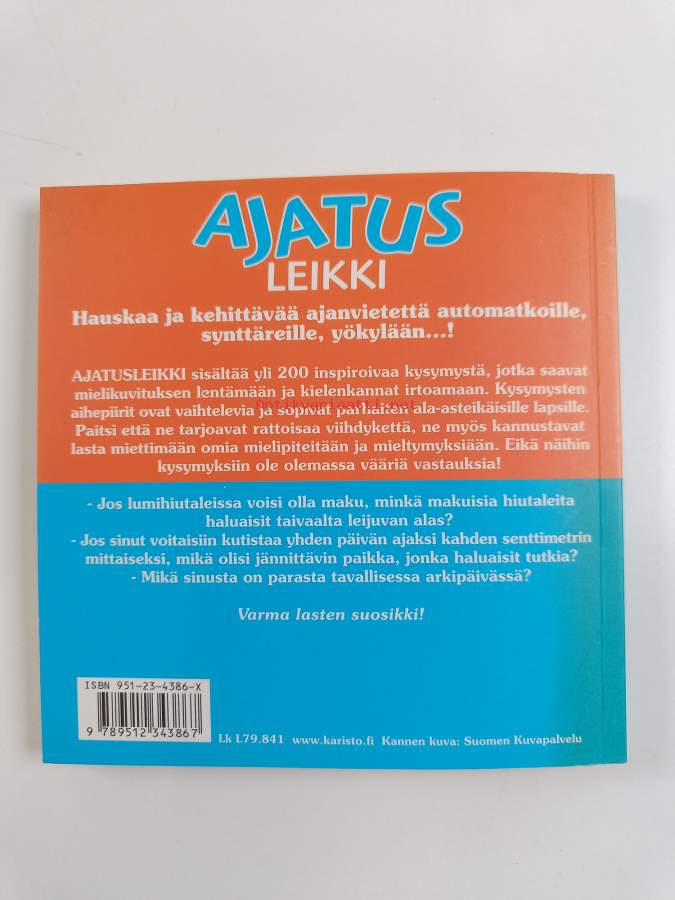 AJATUS
LEIKKI
Hauskaa ja kehittävää ajanvietettä automatkoille,
synttäreille, yökylään...!
AJATUSLEIKKI sisältää yli 200 inspiroivaa kysymystä, jotka saavat
mielikuvituksen lentämään ja kielenkannat irtoamaan. Kysymysten
aihepiirit ovat vaihtelevia ja sopivat parhaiten ala-asteikäisille lapsille.
antikvariaatti.net
Paitsi että ne tarjoavat rattoisaa viihdykettä, ne myös kannustavat
lasta miettimään omia mielipiteitään ja mieltymyksiään. Eikä näihin
kysymyksiin ole olemassa vääriä vastauksia!
- Jos lumihiutaleissa voisi olla maku, minkä makuisia hiutaleita
haluaisit taivaalta leijuvan alas?
- Jos sinut voitaisiin kutistaa yhden päivän ajaksi kahden senttimetrin
mittaiseksi, mikä olisi jännittävin paikka, jonka haluaisit tutkia?
- Mikä sinusta on parasta tavallisessa arkipäivässä?
Varma lasten suosikki!
ISBN 951-23-4386-X
9 789512 343867
Lk L79.841 www.karisto.fi Kannen kuva: Suomen Kuvapalvelu